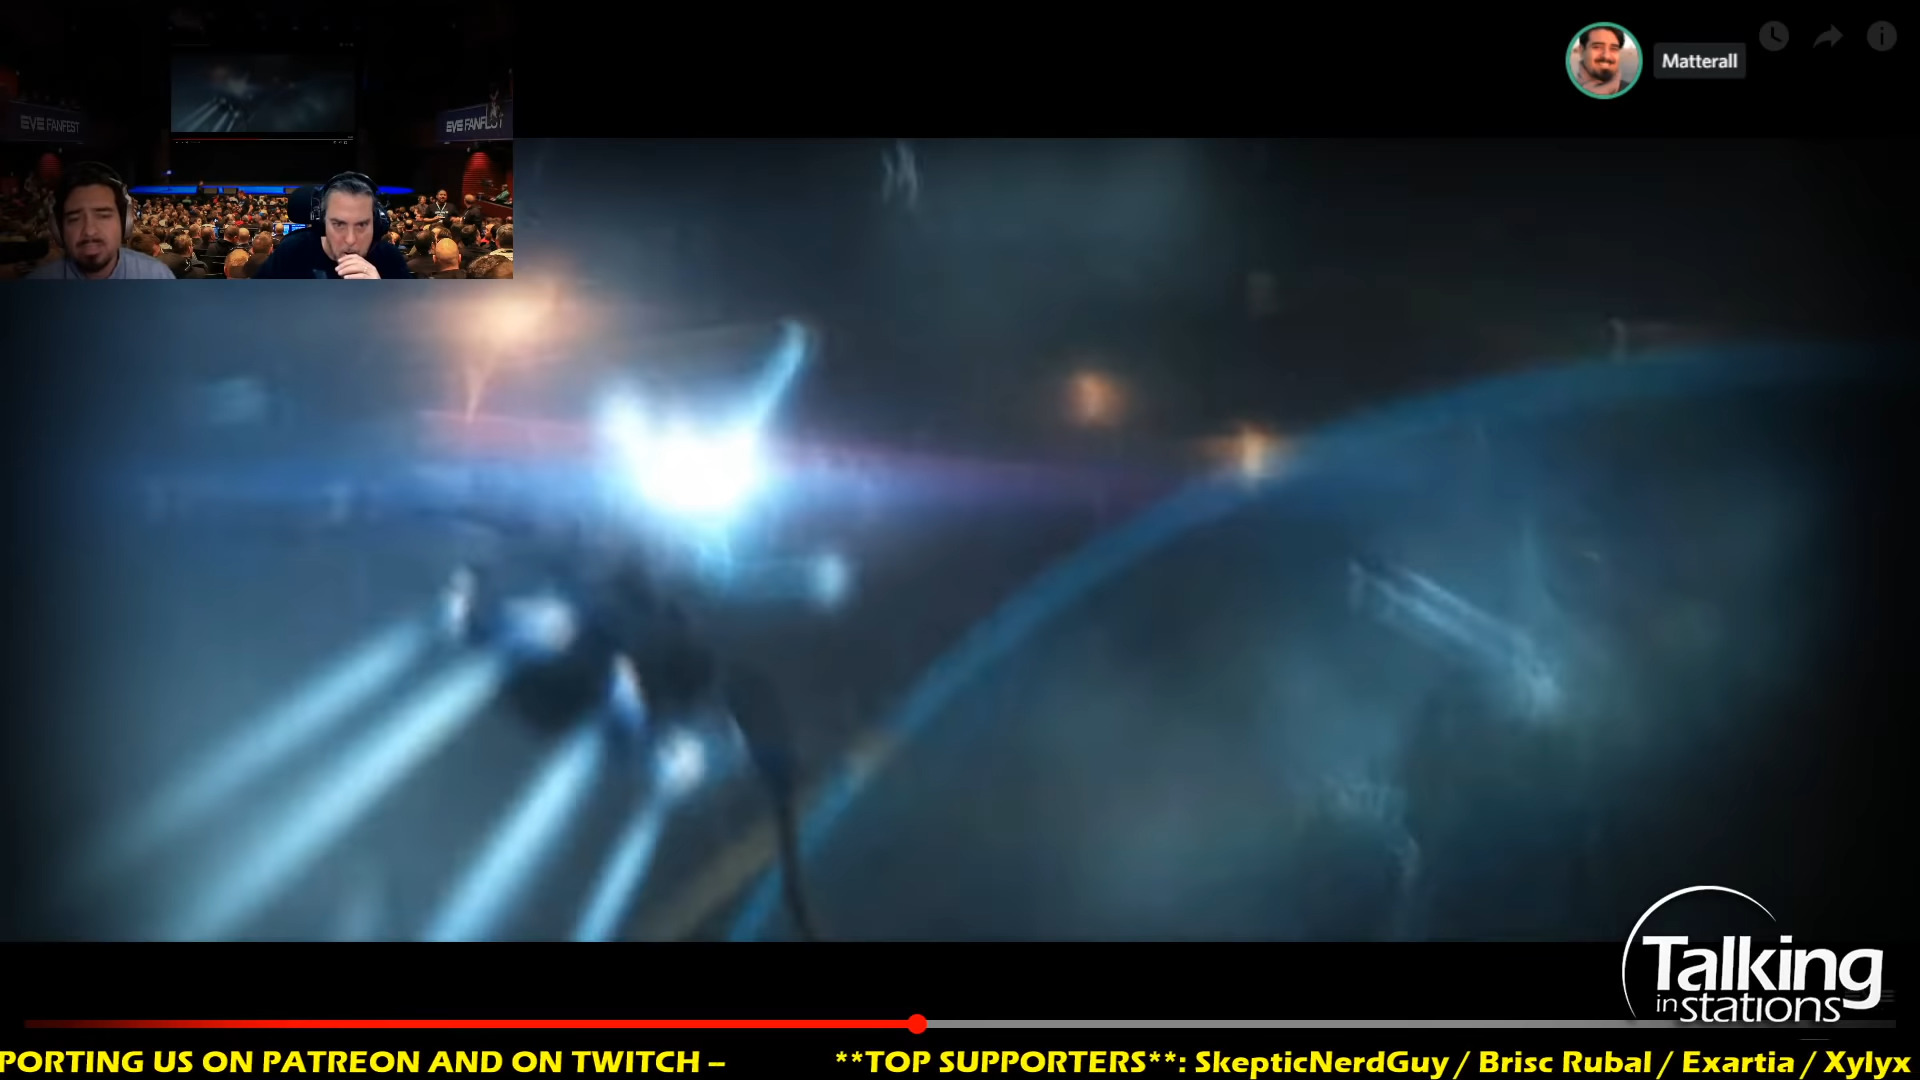 Matterall
EVE FANFEST
EVE FANFEST
Talking
in stations
PORTING US ON PATREON AND ON TWITCH – **TOP SUPPORTERS**: SkepticNerdGuy / Brisc Rubal / Exartia / Xylyx